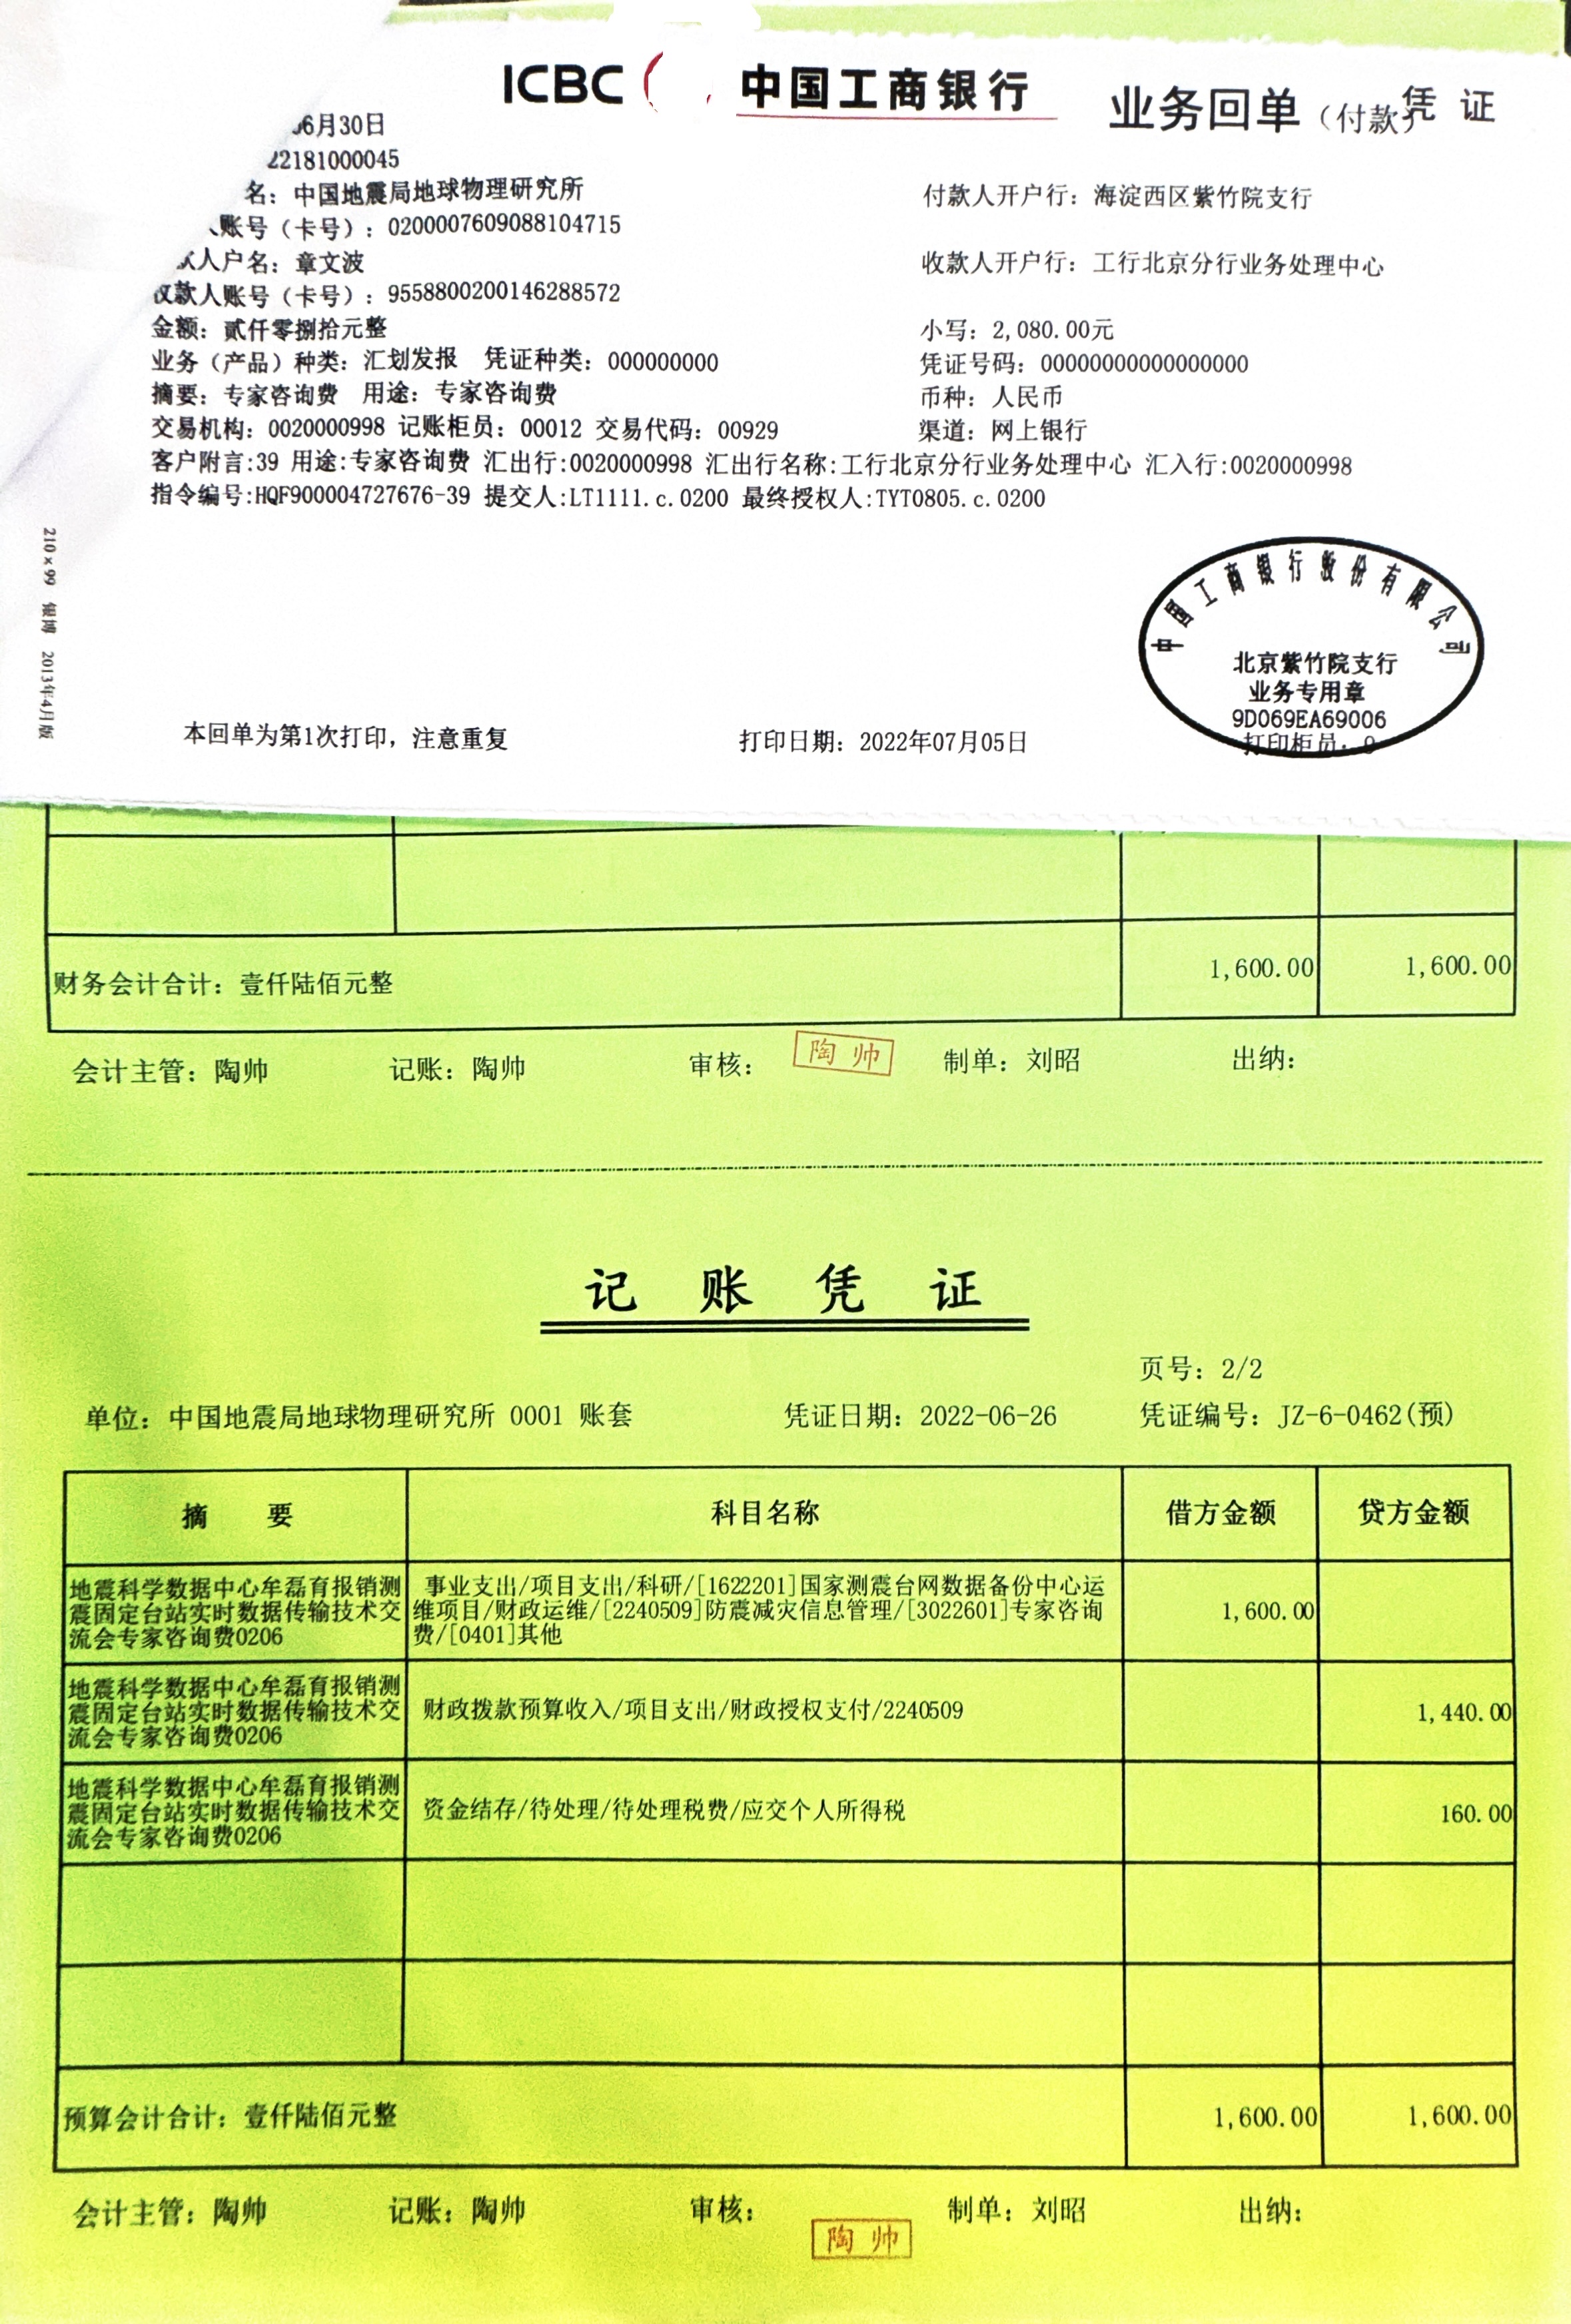 ICBC 中国工商银行 业务回单（付款）凭 证
06月30日
22181000045
名：中国地震局地球物理研究所 付款人开户行：海淀西区紫竹院支行
账号（卡号）：0200007609088104715
人户名：章文波 收款人开户行：工行北京分行业务处理中心
收款人账号（卡号）：9558800200146288572
金额：贰仟零捌拾元整 小写：2,080.00元
业务（产品）种类：汇划发报 凭证种类：000000000 凭证号码：00000000000000000
摘要：专家咨询费 用途：专家咨询费 币种：人民币
交易机构：0020000998 记账柜员：00012 交易代码：00929 渠道：网上银行
客户附言:39 用途:专家咨询费 汇出行:0020000998 汇出行名称:工行北京分行业务处理中心 汇入行:0020000998
指令编号:HQF900004727676-39 提交人:LT1111.c.0200 最终授权人:TYT0805.c.0200
210×99 银博 2013年4月版
中国工商银行股份有限公司
北京紫竹院支行
业务专用章
9D069EA69006
打印柜员：9
本回单为第1次打印，注意重复 打印日期：2022年07月05日
财务会计合计：壹仟陆佰元整 1,600.00 1,600.00
会计主管：陶帅 记账：陶帅 审核： 陶帅 制单：刘昭 出纳：
记 账 凭 证
页号：2/2
单位：中国地震局地球物理研究所 0001 账套 凭证日期：2022-06-26 凭证编号：JZ-6-0462(预)
摘 要 科目名称 借方金额 贷方金额
地震科学数据中心牟磊育报销测
震固定台站实时数据传输技术交
流会专家咨询费0206
事业支出/项目支出/科研/[1622201]国家测震台网数据备份中心运
维项目/财政运维/[2240509]防震减灾信息管理/[3022601]专家咨询
费/[0401]其他
1,600.00
地震科学数据中心牟磊育报销测
震固定台站实时数据传输技术交
流会专家咨询费0206
财政拨款预算收入/项目支出/财政授权支付/2240509
1,440.00
地震科学数据中心牟磊育报销测
震固定台站实时数据传输技术交
流会专家咨询费0206
资金结存/待处理/待处理税费/应交个人所得税
160.00
预算会计合计：壹仟陆佰元整 1,600.00 1,600.00
会计主管：陶帅 记账：陶帅 审核： 制单：刘昭 出纳：
陶帅